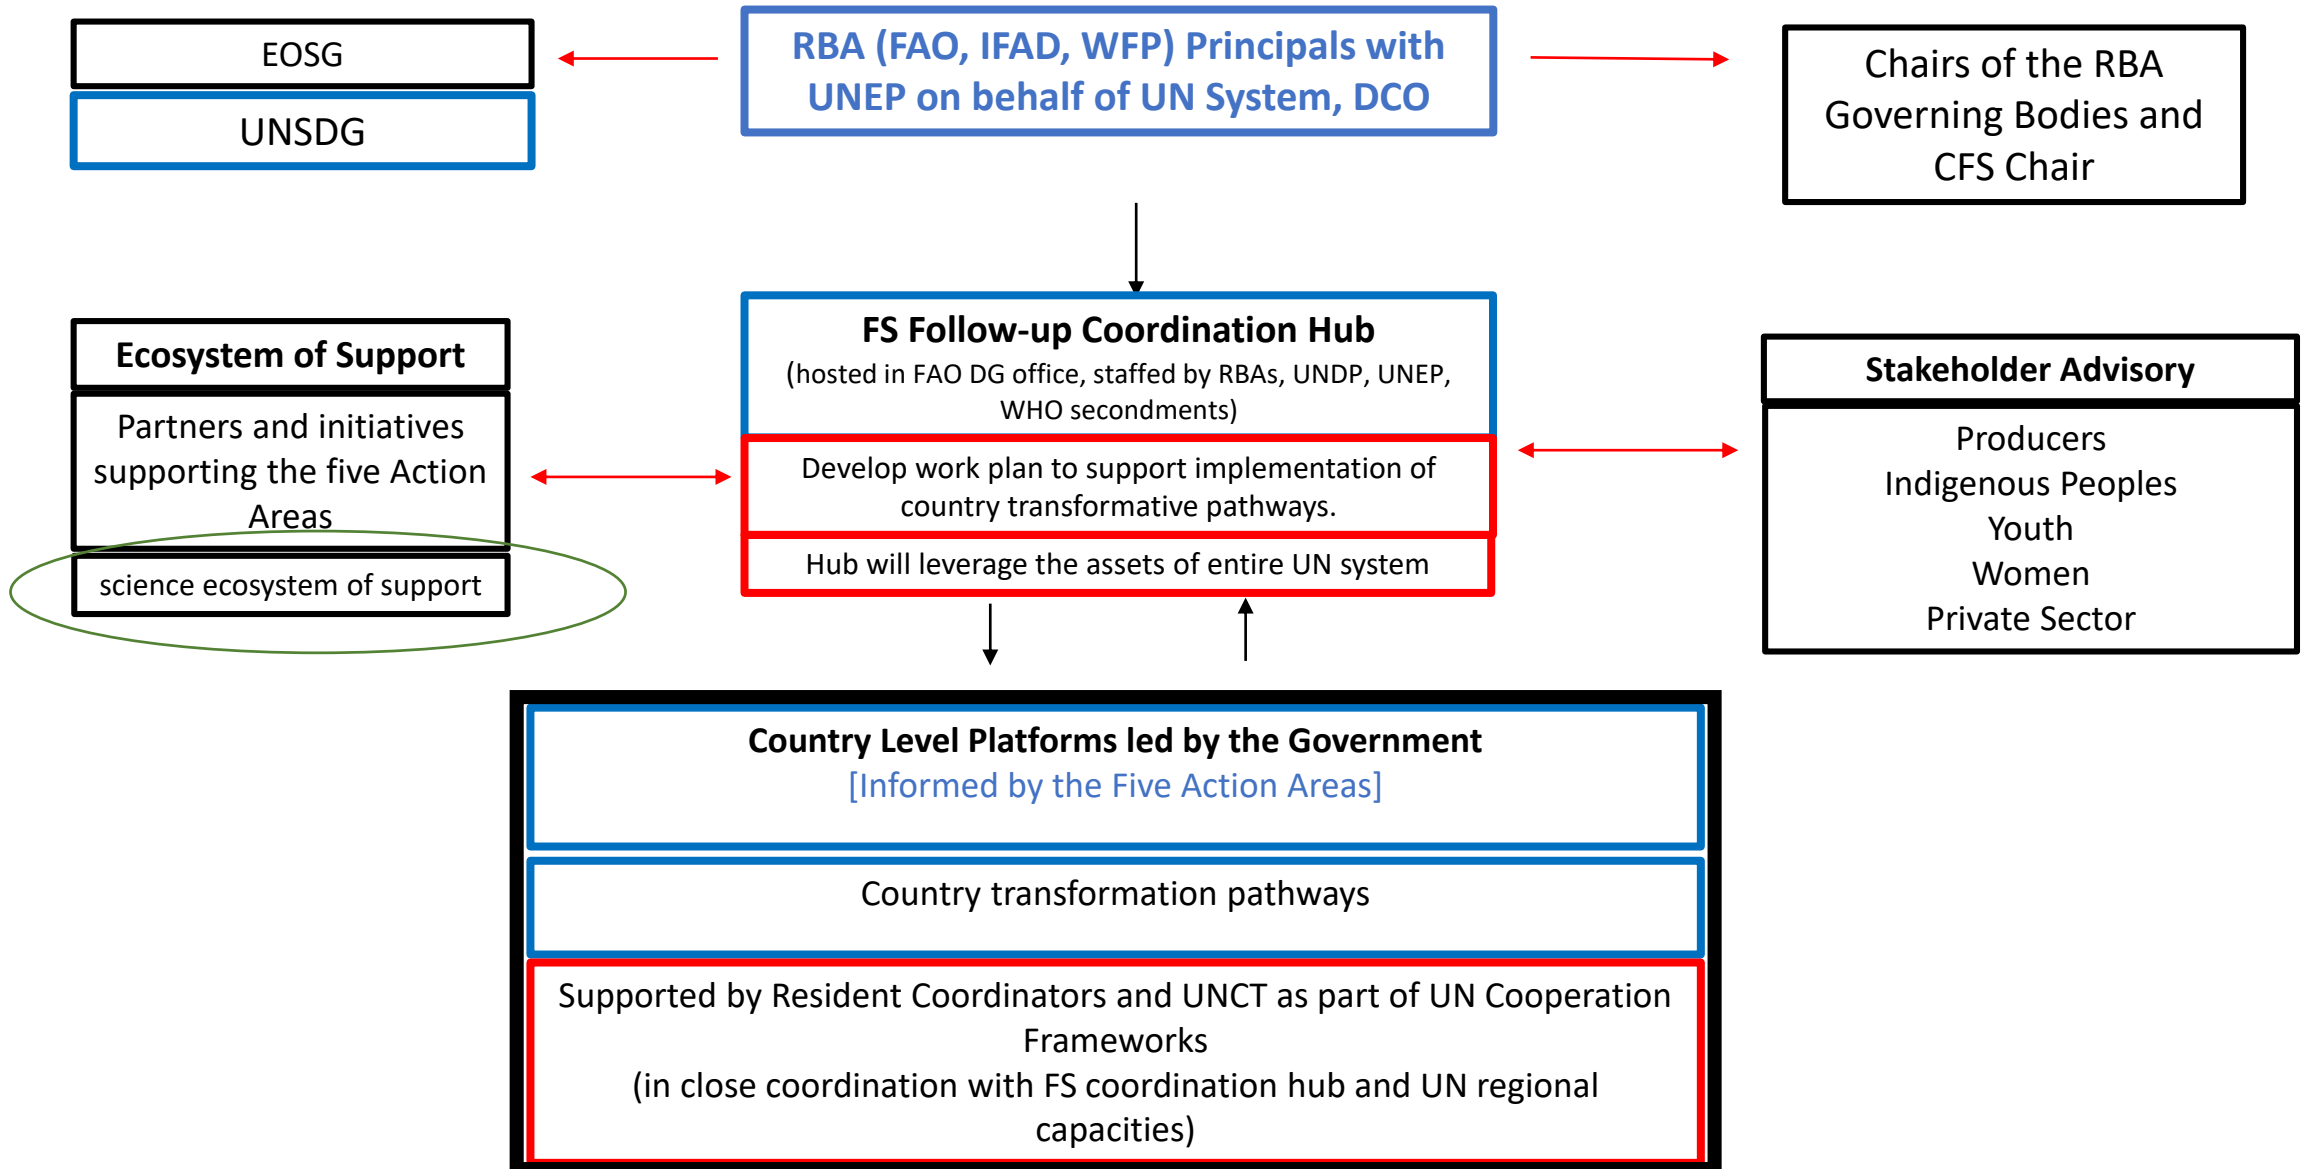 EOSG
UNSDG
RBA (FAO, IFAD, WFP) Principals with
UNEP on behalf of UN System, DCO
Chairs of the RBA
Governing Bodies and
CFS Chair
Ecosystem of Support
Partners and initiatives
supporting the five Action
Areas
science ecosystem of support
FS Follow-up Coordination Hub
(hosted in FAO DG office, staffed by RBAs, UNDP, UNEP,
WHO secondments)
Develop work plan to support implementation of
country transformative pathways.
Hub will leverage the assets of entire UN system
Stakeholder Advisory
Producers
Indigenous Peoples
Youth
Women
Private Sector
Country Level Platforms led by the Government
[Informed by the Five Action Areas]
Country transformation pathways
Supported by Resident Coordinators and UNCT as part of UN Cooperation
Frameworks
(in close coordination with FS coordination hub and UN regional
capacities)